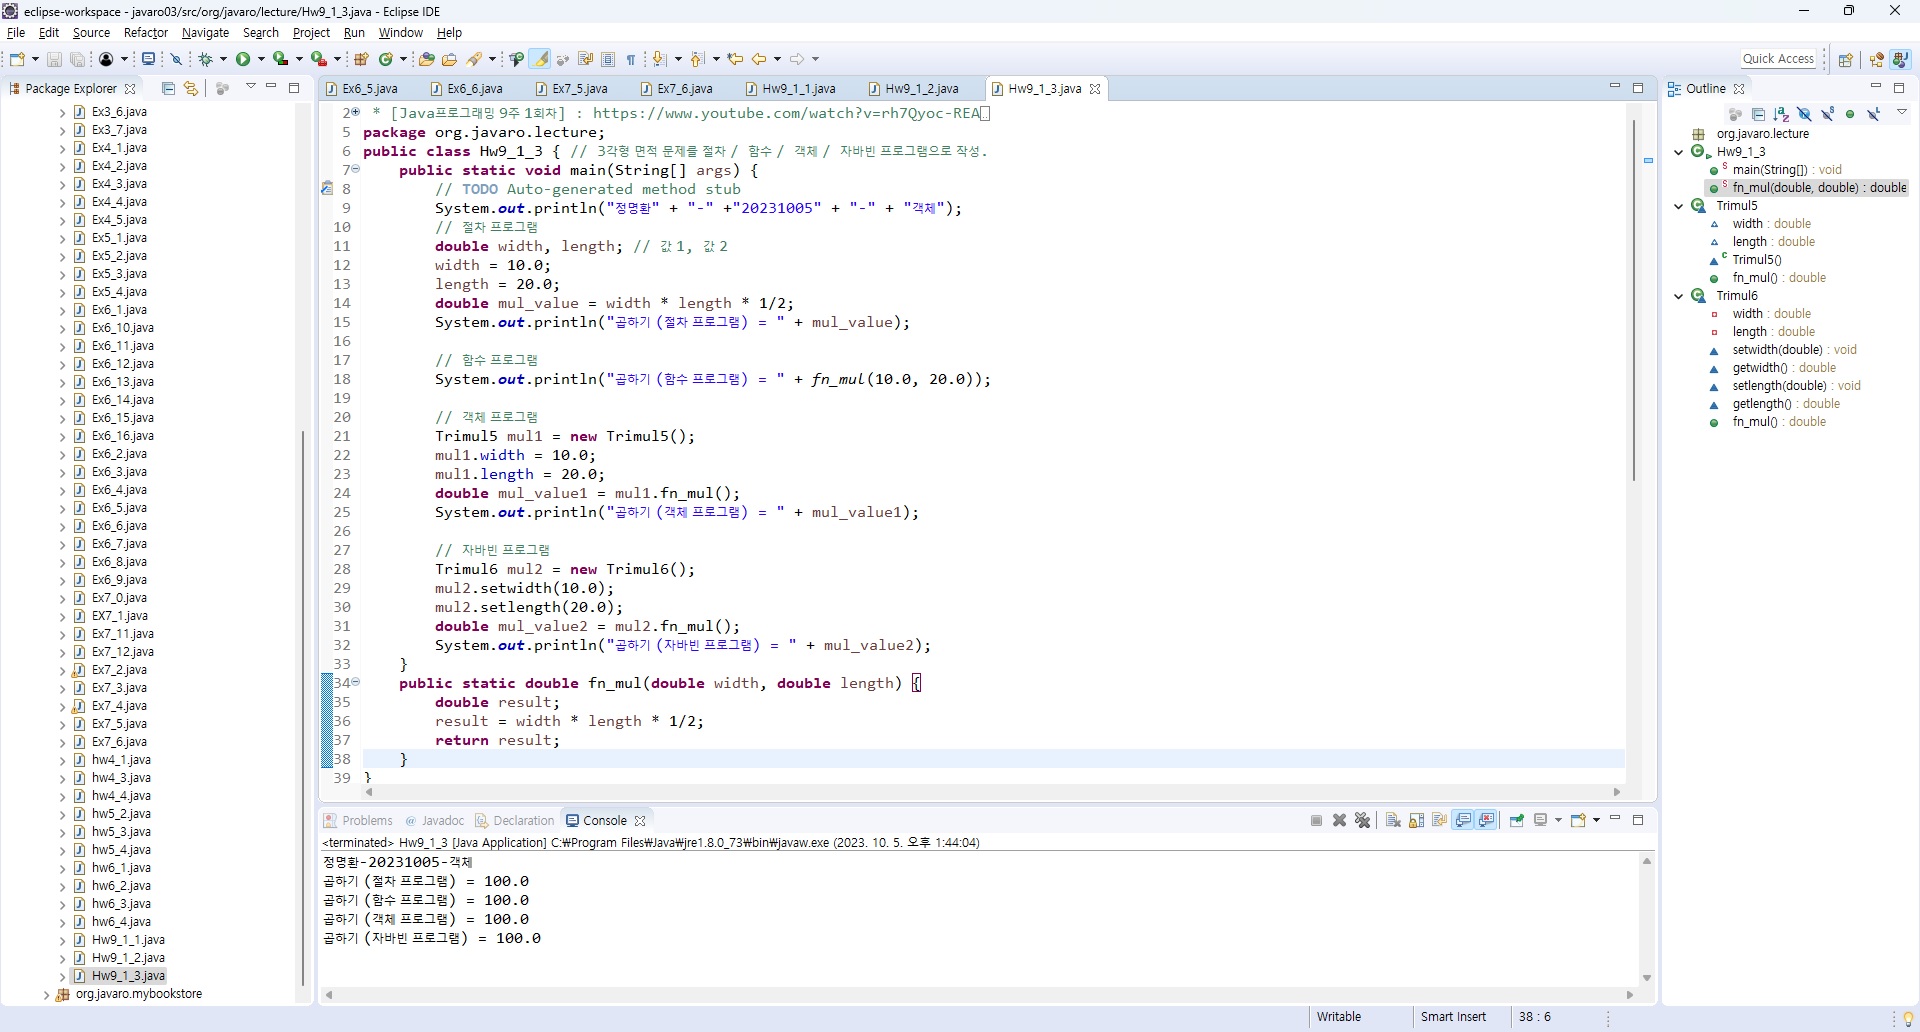 eclipse-workspace - javaro03/src/org/javaro/lecture/Hw9_1_3.java - Eclipse IDE
File Edit Source Refactor Navigate Search Project Run Window Help
Quick Access
Package Explorer
Ex3_6.java
Ex3_7.java
Ex4_1.java
Ex4_2.java
Ex4_3.java
Ex4_4.java
Ex4_5.java
Ex5_1.java
Ex5_2.java
Ex5_3.java
Ex5_4.java
Ex6_1.java
Ex6_10.java
Ex6_11.java
Ex6_12.java
Ex6_13.java
Ex6_14.java
Ex6_15.java
Ex6_16.java
Ex6_2.java
Ex6_3.java
Ex6_4.java
Ex6_5.java
Ex6_6.java
Ex6_7.java
Ex6_8.java
Ex6_9.java
Ex7_0.java
EX7_1.java
Ex7_11.java
Ex7_12.java
Ex7_2.java
Ex7_3.java
Ex7_4.java
Ex7_5.java
Ex7_6.java
hw4_1.java
hw4_3.java
hw4_4.java
hw5_2.java
hw5_3.java
hw5_4.java
hw6_1.java
hw6_2.java
hw6_3.java
hw6_4.java
Hw9_1_1.java
Hw9_1_2.java
Hw9_1_3.java
org.javaro.mybookstore
Ex6_5.java Ex6_6.java Ex7_5.java Ex7_6.java Hw9_1_1.java Hw9_1_2.java Hw9_1_3.java
2 * [Java프로그래밍 9주 1회차] : https://www.youtube.com/watch?v=rh7Qyoc-REA
5 package org.javaro.lecture;
6 public class Hw9_1_3 { // 3각형 면적 문제를 절차 / 함수 / 객체 / 자바빈 프로그램으로 작성.
7 public static void main(String[] args) {
8 // TODO Auto-generated method stub
9 System.out.println("정명환" + "-" +"20231005" + "-" + "객체");
10 // 절차 프로그램
11 double width, length; // 값1, 값2
12 width = 10.0;
13 length = 20.0;
14 double mul_value = width * length * 1/2;
15 System.out.println("곱하기 (절차 프로그램) = " + mul_value);
16
17 // 함수 프로그램
18 System.out.println("곱하기 (함수 프로그램) = " + fn_mul(10.0, 20.0));
19
20 // 객체 프로그램
21 Trimul5 mul1 = new Trimul5();
22 mul1.width = 10.0;
23 mul1.length = 20.0;
24 double mul_value1 = mul1.fn_mul();
25 System.out.println("곱하기 (객체 프로그램) = " + mul_value1);
26
27 // 자바빈 프로그램
28 Trimul6 mul2 = new Trimul6();
29 mul2.setwidth(10.0);
30 mul2.setlength(20.0);
31 double mul_value2 = mul2.fn_mul();
32 System.out.println("곱하기 (자바빈 프로그램) = " + mul_value2);
33 }
34 public static double fn_mul(double width, double length) {
35 double result;
36 result = width * length * 1/2;
37 return result;
38 }
39 }
Problems Javadoc Declaration Console
<terminated> Hw9_1_3 [Java Application] C:₩Program Files₩Java₩jre1.8.0_73₩bin₩javaw.exe (2023. 10. 5. 오후 1:44:04)
정명환-20231005-객체
곱하기 (절차 프로그램) = 100.0
곱하기 (함수 프로그램) = 100.0
곱하기 (객체 프로그램) = 100.0
곱하기 (자바빈 프로그램) = 100.0
Outline
org.javaro.lecture
Hw9_1_3
main(String[]) : void
fn_mul(double, double) : double
Trimul5
width : double
length : double
Trimul5()
fn_mul() : double
Trimul6
width : double
length : double
setwidth(double) : void
getwidth() : double
setlength(double) : void
getlength() : double
fn_mul() : double
Writable Smart Insert 38 : 6